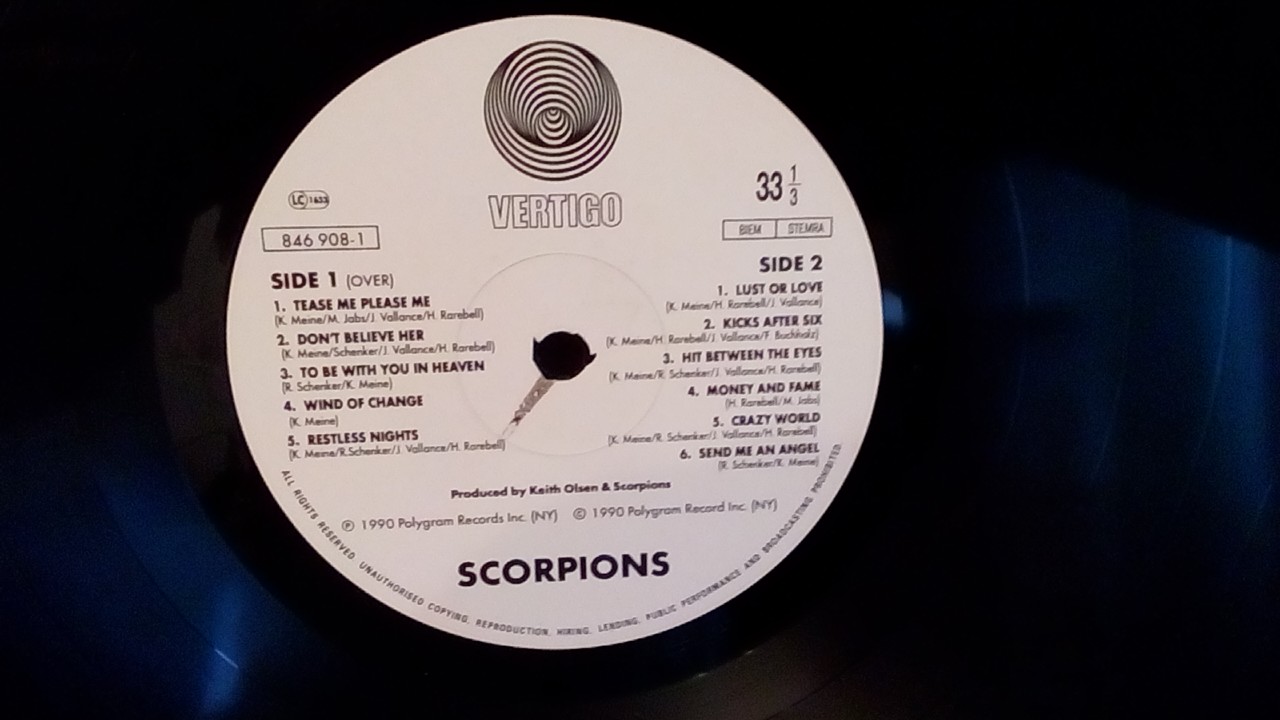 VERTIGO
LC 1633
846 908-1
33 1/3
BIEM STEMRA
SIDE 1 (OVER)
1. TEASE ME PLEASE ME
(K. Meine/M. Jabs/J. Vallance/H. Rarebell)
2. DON'T BELIEVE HER
(K. Meine/Schenker/J. Vallance/H. Rarebell)
3. TO BE WITH YOU IN HEAVEN
(R. Schenker/K. Meine)
4. WIND OF CHANGE
(K. Meine)
5. RESTLESS NIGHTS
(K. Meine/R.Schenker/J. Vallance/H. Rarebell)
SIDE 2
1. LUST OR LOVE
(K. Meine/H. Rarebell/J. Vallance)
2. KICKS AFTER SIX
(K. Meine/H. Rarebell/J. Vallance/F. Buchholz)
3. HIT BETWEEN THE EYES
(K. Meine/R. Schenker/J. Vallance/H. Rarebell)
4. MONEY AND FAME
(H. Rarebell/M. Jabs)
5. CRAZY WORLD
(K. Meine/R. Schenker/J. Vallance/H. Rarebell)
6. SEND ME AN ANGEL
(R. Schenker/K. Meine)
Produced by Keith Olsen & Scorpions
℗ 1990 Polygram Records Inc. (NY) © 1990 Polygram Record Inc. (NY)
SCORPIONS
ALL RIGHTS RESERVED. UNAUTHORISED COPYING, REPRODUCTION, HIRING, LENDING, PUBLIC PERFORMANCE AND BROADCASTING PROHIBITED